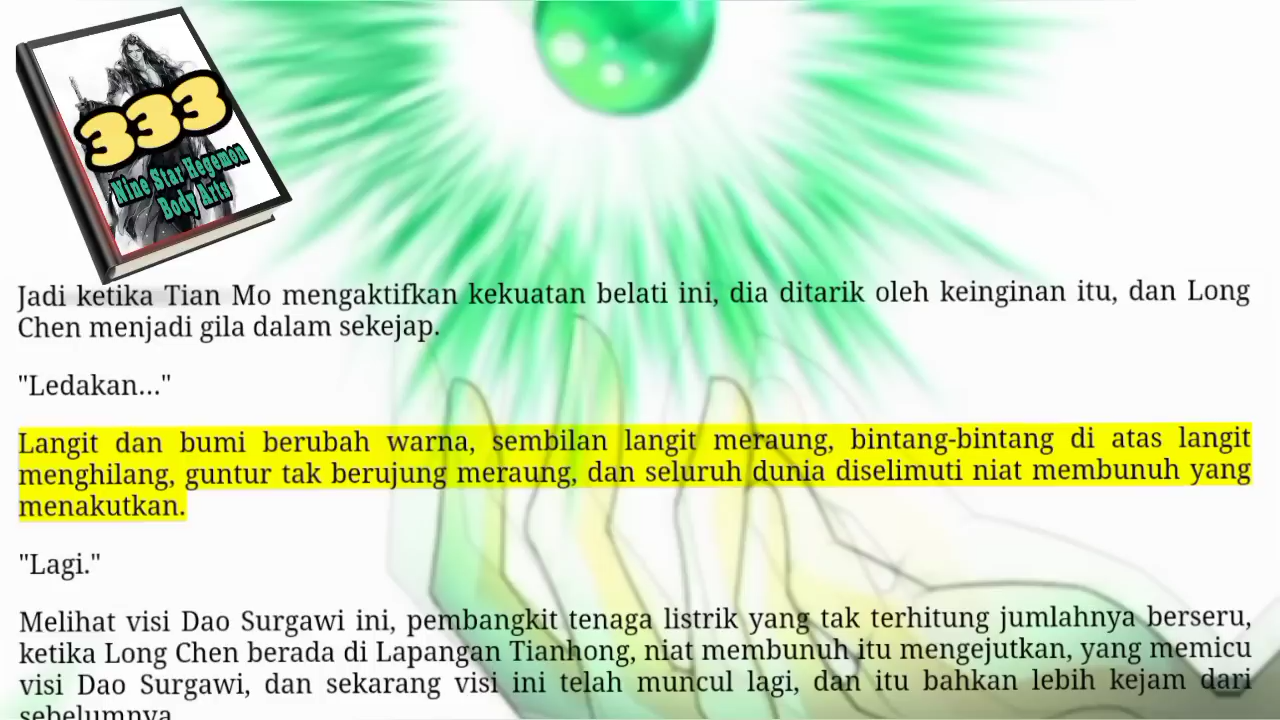 333
Nine Star Hegemon
Body Arts
Jadi ketika Tian Mo mengaktifkan kekuatan belati ini, dia ditarik oleh keinginan itu, dan Long
Chen menjadi gila dalam sekejap.
"Ledakan..."
Langit dan bumi berubah warna, sembilan langit meraung, bintang-bintang di atas langit
menghilang, guntur tak berujung meraung, dan seluruh dunia diselimuti niat membunuh yang
menakutkan.
"Lagi."
Melihat visi Dao Surgawi ini, pembangkit tenaga listrik yang tak terhitung jumlahnya berseru,
ketika Long Chen berada di Lapangan Tianhong, niat membunuh itu mengejutkan, yang memicu
visi Dao Surgawi, dan sekarang visi ini telah muncul lagi, dan itu bahkan lebih kejam dari
sebelumnya.